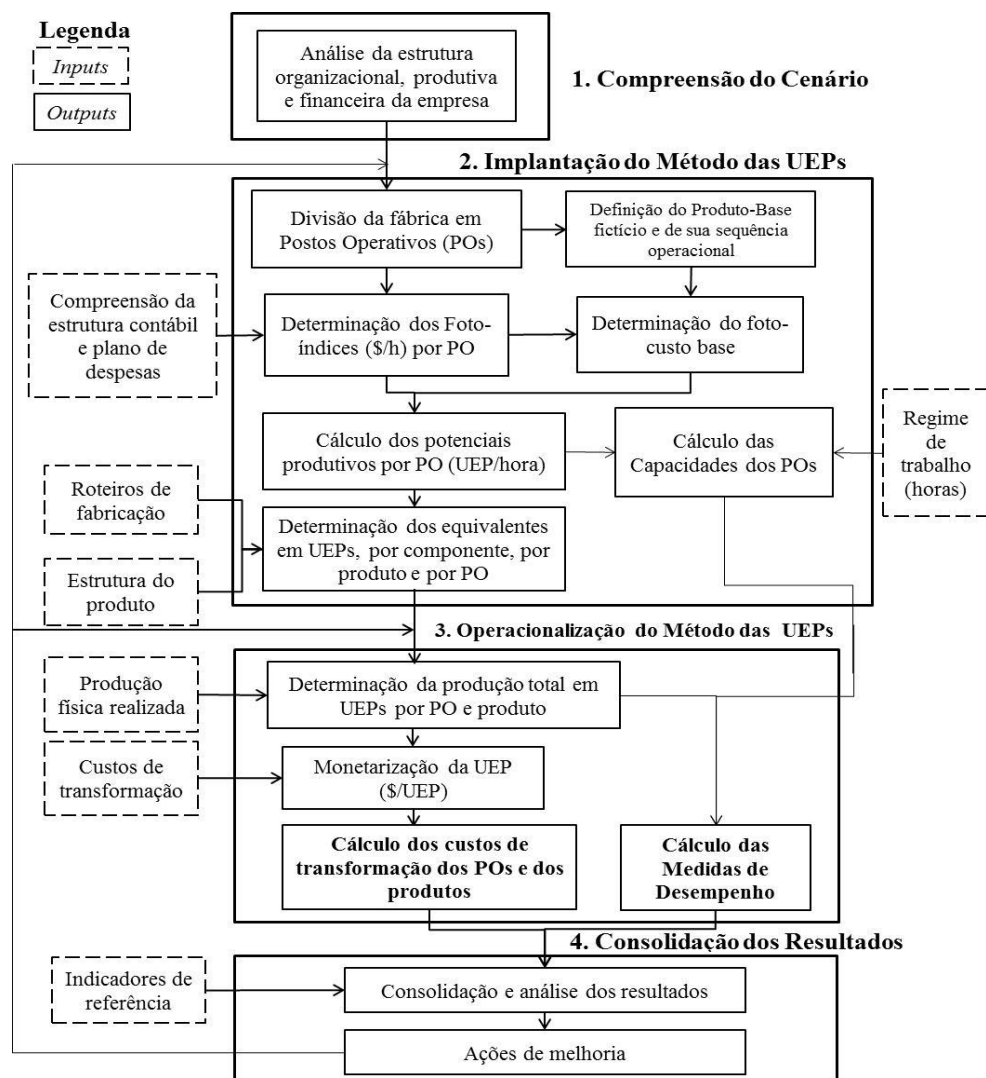 Legenda
Inputs
Outputs
Análise da estrutura
organizacional, produtiva
e financeira da empresa
1. Compreensão do Cenário
2. Implantação do Método das UEPs
Divisão da fábrica em
Postos Operativos (POs)
Definição do Produto-Base
fictício e de sua sequência
operacional
Compreensão da
estrutura contábil
e plano de
despesas
Determinação dos Foto-
índices ($/h) por PO
Determinação do foto-
custo base
Regime
de
trabalho
(horas)
Cálculo dos potenciais
produtivos por PO (UEP/hora)
Cálculo das
Capacidades dos POs
Roteiros de
fabricação
Estrutura do
produto
Determinação dos equivalentes
em UEPs, por componente, por
produto e por PO
3. Operacionalização do Método das UEPs
Produção
física realizada
Determinação da produção total em
UEPs por PO e produto
Custos de
transformação
Monetarização da UEP
($/UEP)
Cálculo dos custos de
transformação dos POs e dos
produtos
Cálculo das
Medidas de
Desempenho
4. Consolidação dos Resultados
Indicadores de
referência
Consolidação e análise dos resultados
Ações de melhoria